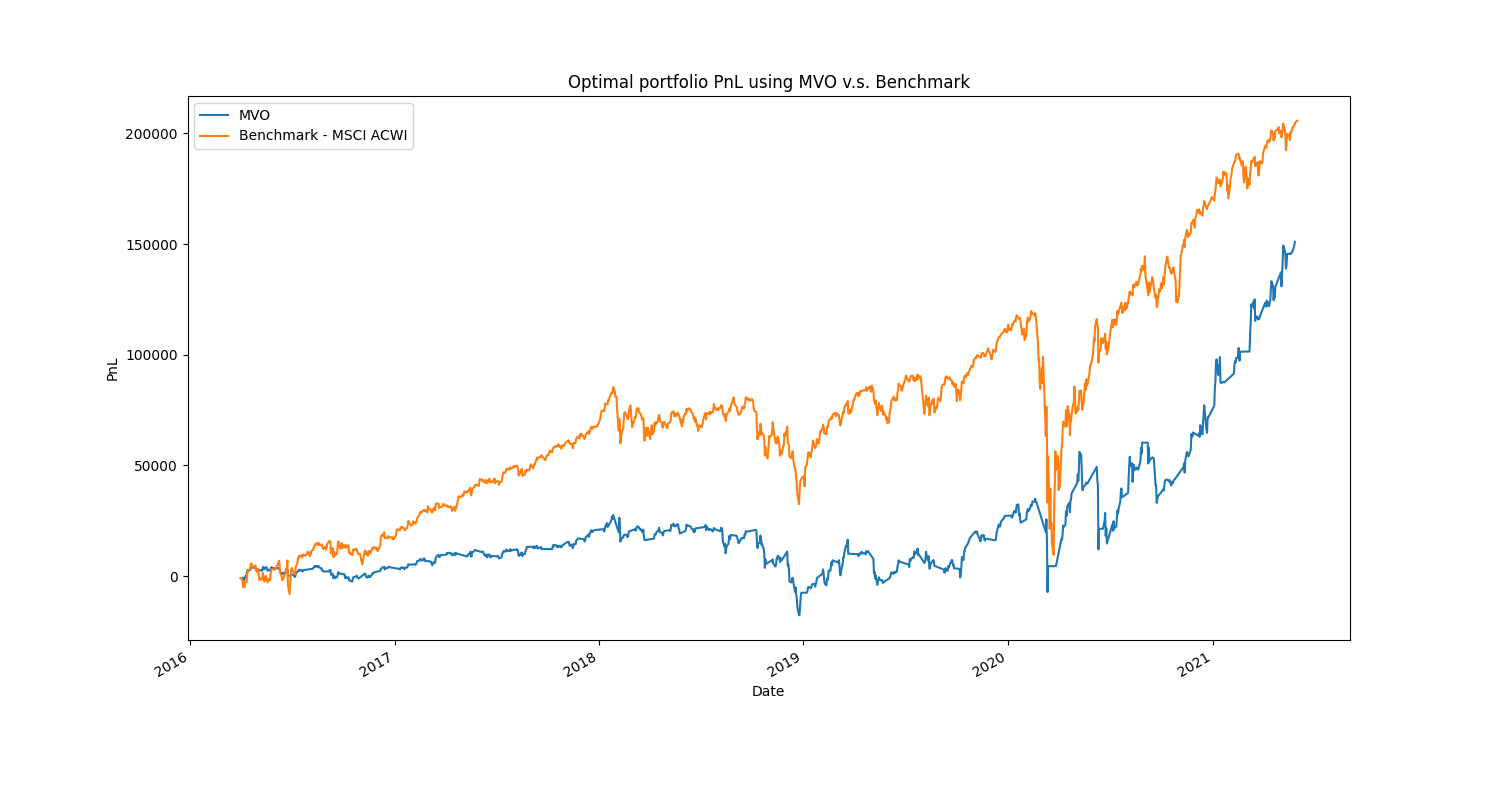 Optimal portfolio PnL using MVO v.s. Benchmark
MVO
Benchmark - MSCI ACWI
200000
150000
100000
50000
0
PnL
2016
2017
2018
2019
2020
2021
Date